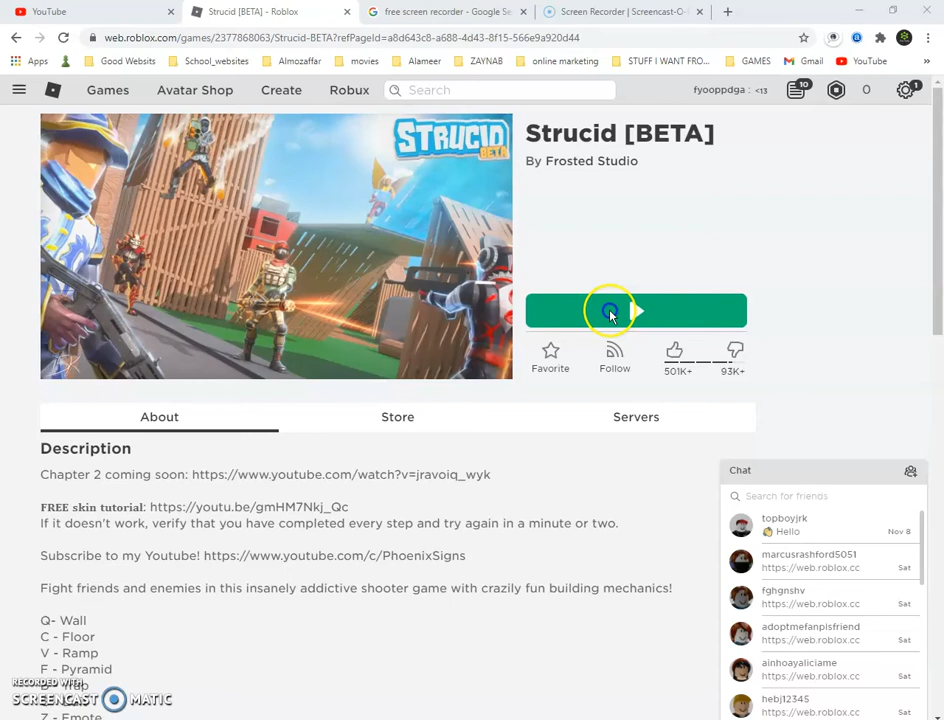 YouTube
Strucid [BETA] - Roblox
free screen recorder - Google Se
Screen Recorder | Screencast-O-
web.roblox.com/games/2377868063/Strucid-BETA?refPageId=a8d643c8-a688-4d43-8f15-566e9a920d44
Apps
Good Websits
School_websites
Almozaffar
movies
Alameer
ZAYNAB
online marketing
STUFF I WANT FRO...
GAMES
Gmail
YouTube
Games
Avatar Shop
Create
Robux
Search
fyooppdga : <13
10
0
1
STRUCID
BETA
Strucid [BETA]
By Frosted Studio
Favorite
Follow
501K+
93K+
About
Store
Servers
Description
Chapter 2 coming soon: https://www.youtube.com/watch?v=jravoiq_wyk
FREE skin tutorial: https://youtu.be/gmHM7Nkj_Qc
If it doesn't work, verify that you have completed every step and try again in a minute or two.
Subscribe to my Youtube! https://www.youtube.com/c/PhoenixSigns
Fight friends and enemies in this insanely addictive shooter game with crazily fun building mechanics!
Q- Wall
C - Floor
V - Ramp
F - Pyramid
Z - Emote
Chat
Search for friends
topboyjrk
Hello
Nov 8
marcusrashford5051
https://web.roblox.cc
Sat
fghgnshv
https://web.roblox.cc
Sat
adoptmefanplsfriend
https://web.roblox.cc
Sat
ainhoayaliciame
https://web.roblox.cc
Sat
hebj12345
https://web.roblox.cc
Sat
RECORDED WITH
SCREENCAST MATIC